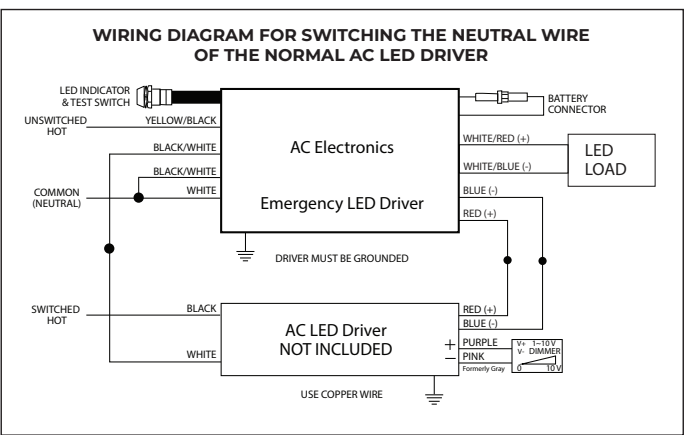 WIRING DIAGRAM FOR SWITCHING THE NEUTRAL WIRE
OF THE NORMAL AC LED DRIVER
LED INDICATOR
& TEST SWITCH
BATTERY
CONNECTOR
UNSWITCHED
HOT
YELLOW/BLACK
BLACK/WHITE
BLACK/WHITE
WHITE
COMMON
(NEUTRAL)
AC Electronics
Emergency LED Driver
WHITE/RED (+)
WHITE/BLUE (-)
LED
LOAD
BLUE (-)
RED (+)
DRIVER MUST BE GROUNDED
SWITCHED
HOT
BLACK
WHITE
AC LED Driver
NOT INCLUDED
RED (+)
BLUE (-)
+ PURPLE
– PINK
Formerly Gray
V+ 1~10 V
V- DIMMER
0 10 V
USE COPPER WIRE